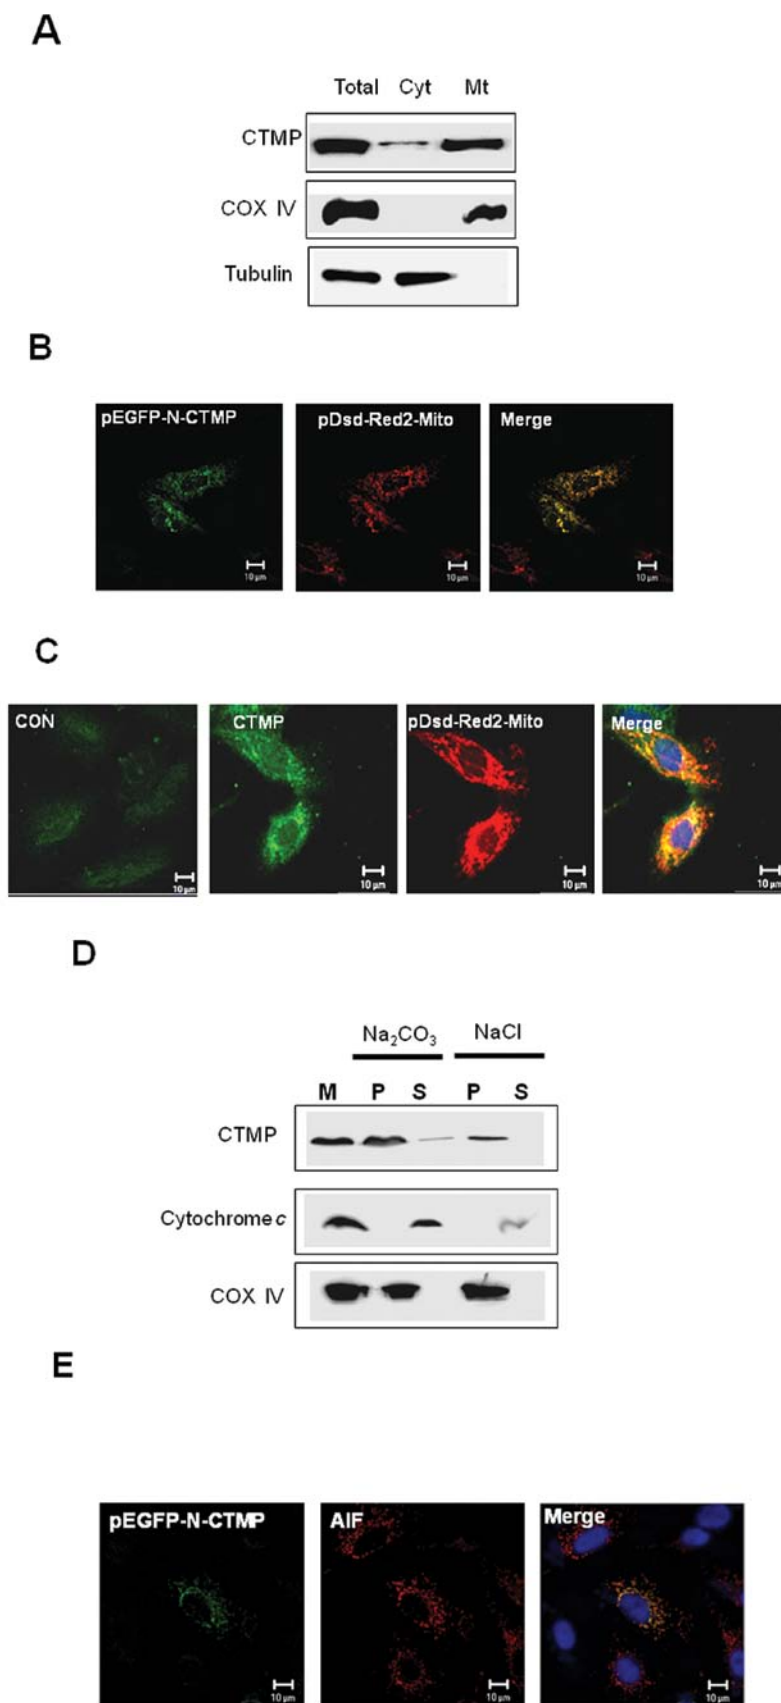 A
Total Cyt Mt
CTMP
COX IV
Tubulin
B
pEGFP-N-CTMP pDsd-Red2-Mito Merge
10 µm 10 µm 10 µm
C
CON CTMP pDsd-Red2-Mito Merge
10 µm 10 µm 10 µm 10 µm
D
Na₂CO₃ NaCl
M P S P S
CTMP
Cytochrome c
COX IV
E
pEGFP-N-CTMP AIF Merge
10 µm 10 µm 10 µm